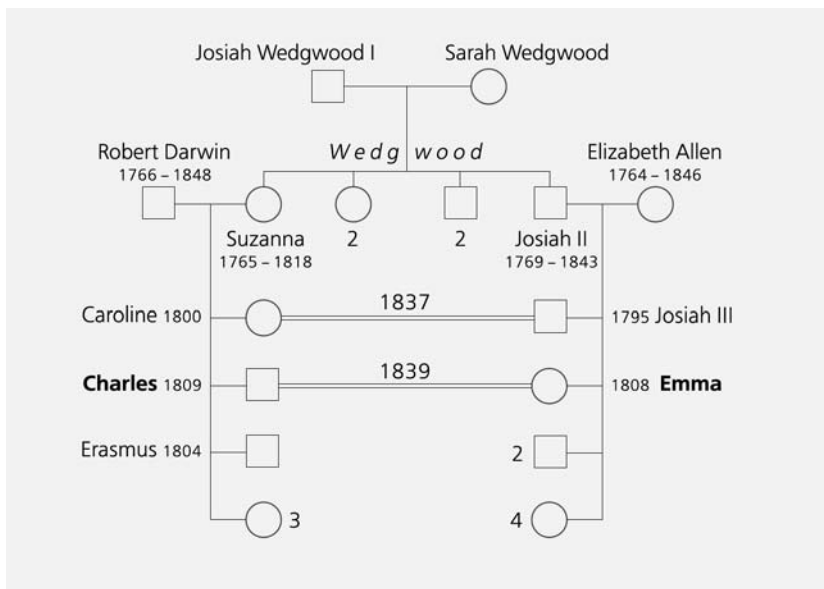 Josiah Wedgwood I Sarah Wedgwood
Wedgwood
Robert Darwin
1766 – 1848
Elizabeth Allen
1764 – 1846
Suzanna
1765 – 1818
2
2
Josiah II
1769 – 1843
Caroline 1800
1837
1795 Josiah III
Charles 1809
1839
1808 Emma
Erasmus 1804
2
3
4